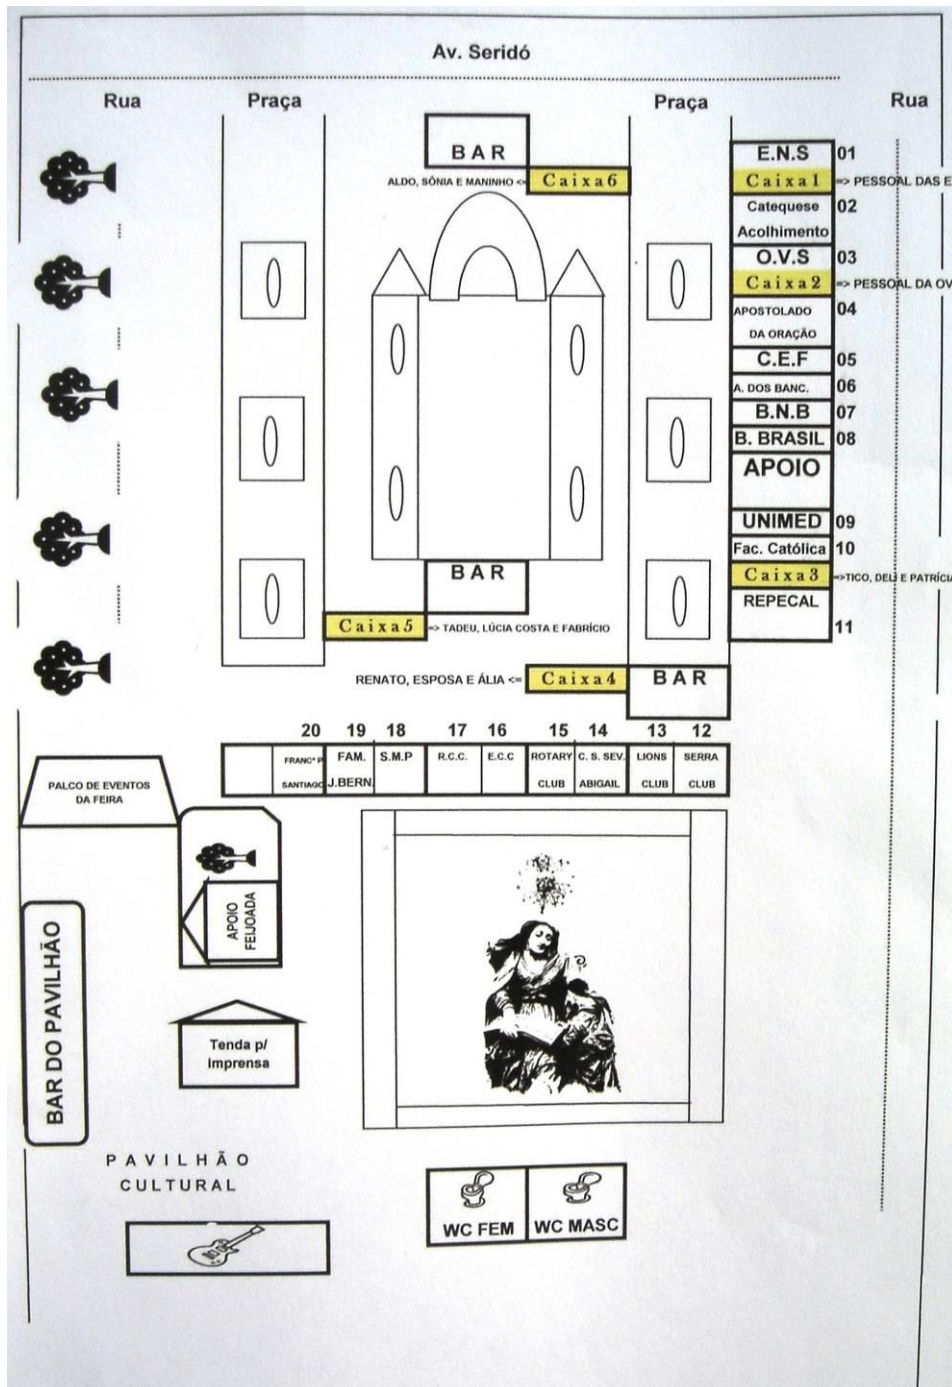 Av. Seridó
Rua
Praça
Praça
Rua
BAR
ALDO, SÔNIA E MANINHO <=
Caixa6
E.N.S
01
Caixa1
=> PESSOAL DAS E
Catequese
02
Acolhimento
O.V.S
03
Caixa2
=> PESSOAL DA OV
APOSTOLADO
04
DA ORAÇÃO
C.E.F
05
A. DOS BANC.
06
B.N.B
07
B. BRASIL
08
APOIO
UNIMED
09
Fac. Católica
10
Caixa3
=>TICO, DELI E PATRÍCIA
REPECAL
11
BAR
Caixa5
=> TADEU, LÚCIA COSTA E FABRÍCIO
RENATO, ESPOSA E ÁLIA <=
Caixa4
BAR
20
19
18
17
16
15
14
13
12
FRANCº P
SANTIAGO
FAM.
J.BERN.
S.M.P
R.C.C.
E.C.C
ROTARY
CLUB
C. S. SEV.
ABIGAIL
LIONS
CLUB
SERRA
CLUB
PALCO DE EVENTOS
DA FEIRA
APOIO
FEIJOADA
BAR DO PAVILHÃO
Tenda p/
imprensa
PAVILHÃO
CULTURAL
WC FEM
WC MASC